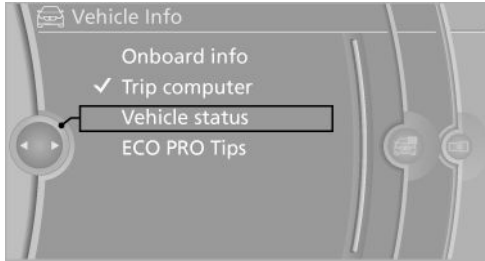 Vehicle Info
Onboard info
Trip computer
Vehicle status
ECO PRO Tips